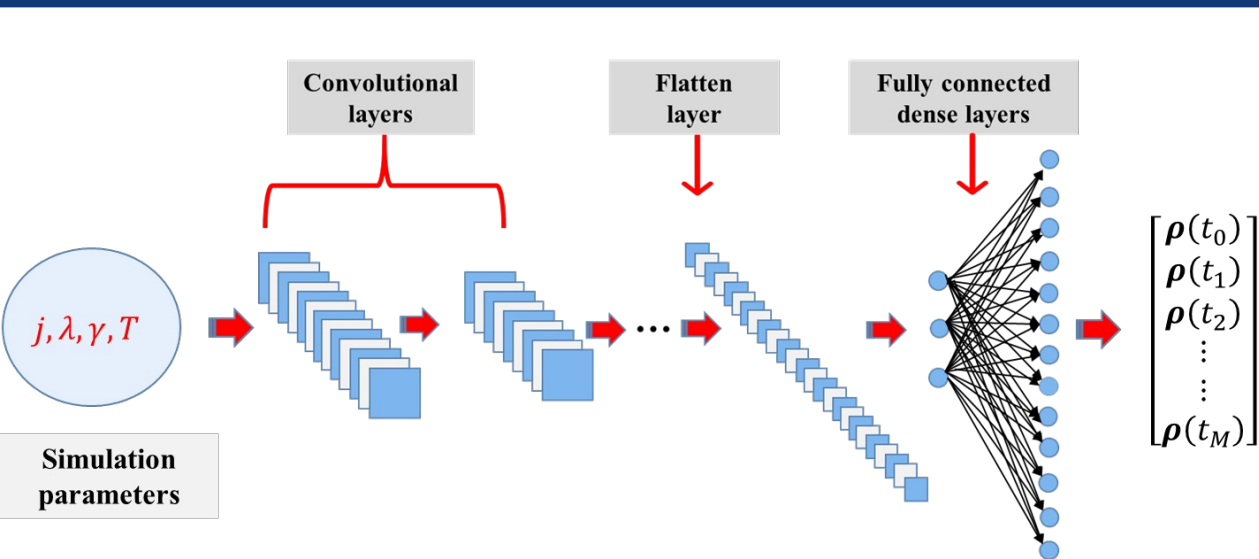 Convolutional
layers
Flatten
layer
Fully connected
dense layers
j, λ, γ, T
...
ρ(t₀)
ρ(t₁)
ρ(t₂)
⋮
⋮
ρ(t_M)
Simulation
parameters